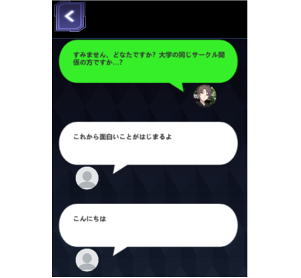 すみません、どなたですか？大学の同じサークル関
係の方ですか…？
これから面白いことがはじまるよ
こんにちは